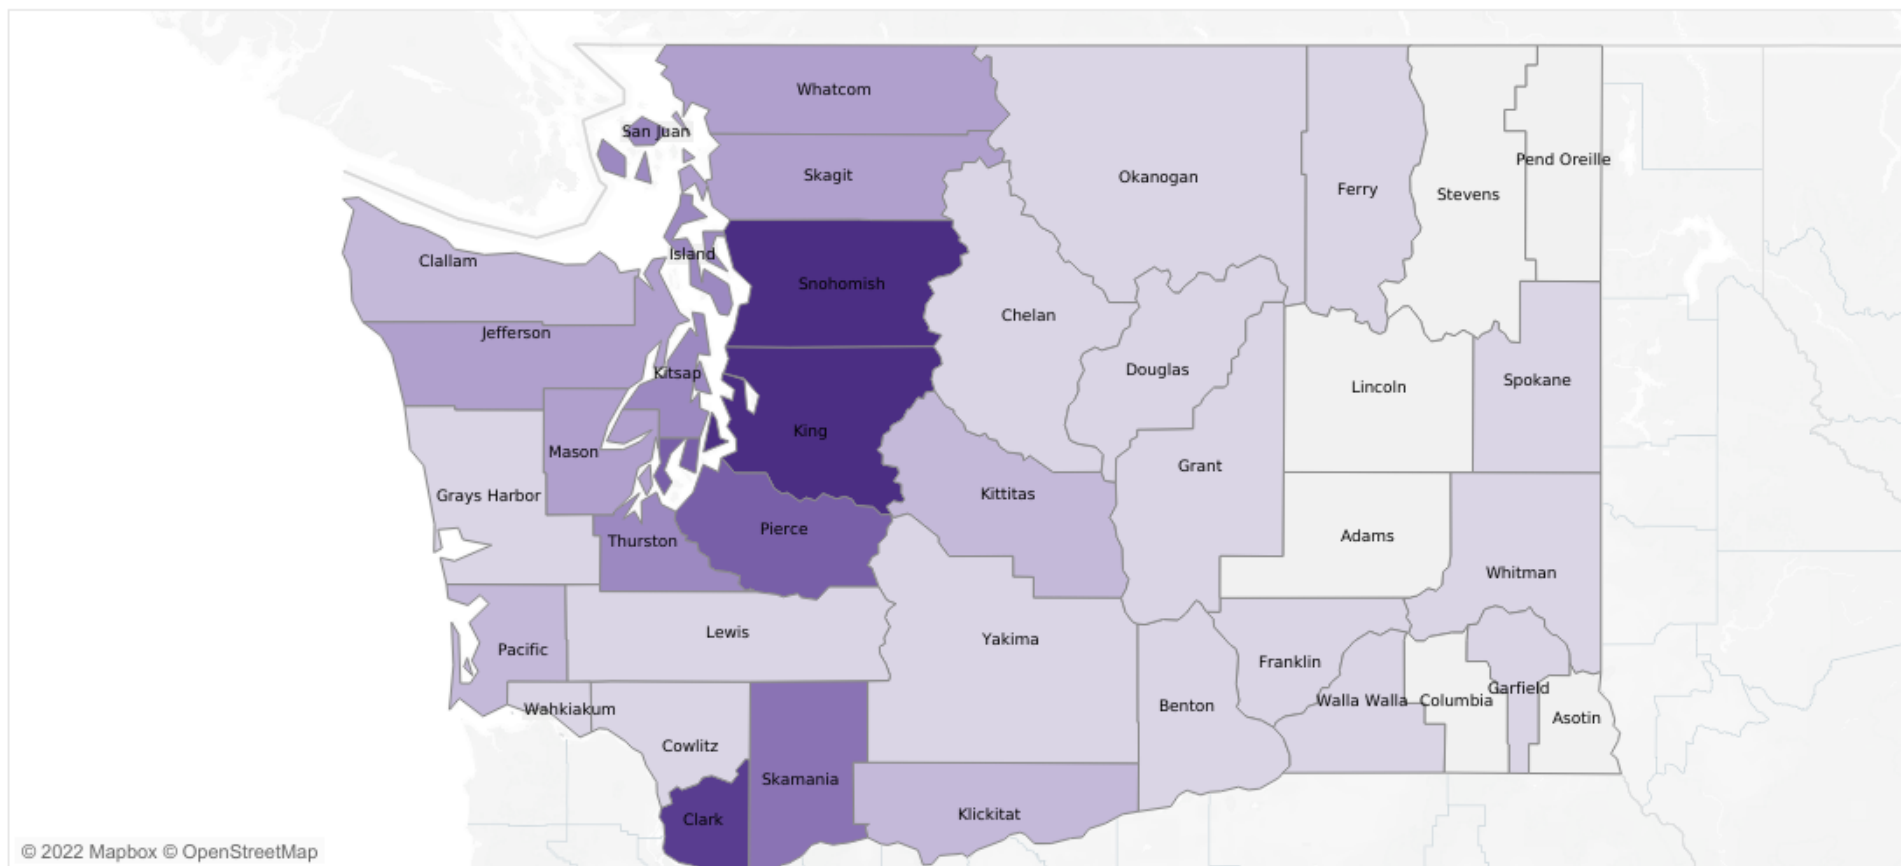 Whatcom
San Juan
Skagit
Okanogan
Ferry
Stevens
Pend Oreille
Clallam
Island
Snohomish
Chelan
Jefferson
Kitsap
Douglas
Lincoln
Spokane
King
Mason
Grays Harbor
Kittitas
Grant
Thurston
Pierce
Adams
Whitman
Pacific
Lewis
Yakima
Franklin
Wahkiakum
Cowlitz
Benton
Walla Walla
Columbia
Garfield
Asotin
Skamania
Clark
Klickitat
© 2022 Mapbox © OpenStreetMap